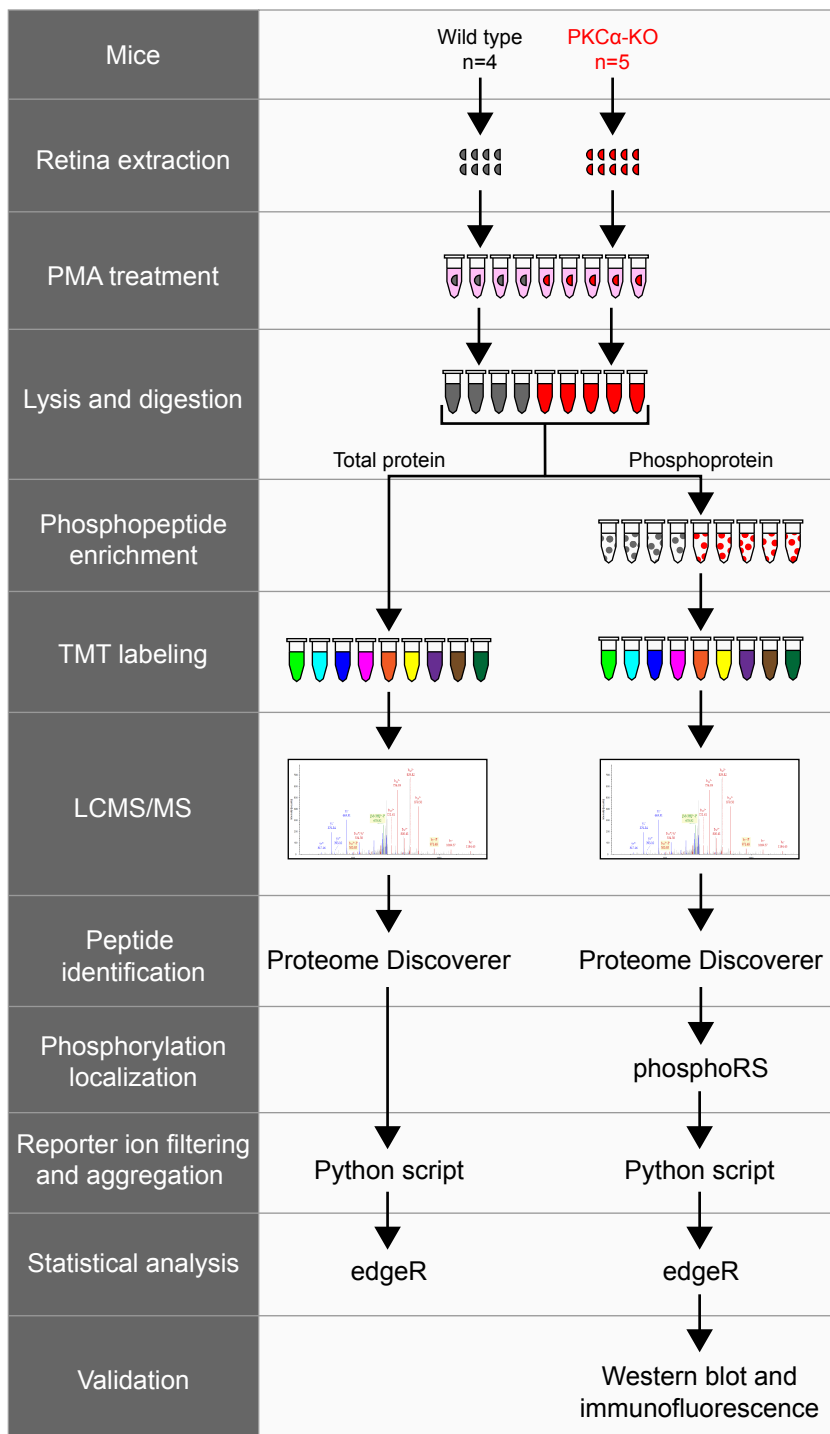 Mice
Wild type
n=4
PKCα-KO
n=5
Retina extraction
PMA treatment
Lysis and digestion
Total protein
Phosphoprotein
Phosphopeptide
enrichment
TMT labeling
LCMS/MS
Peptide
identification
Proteome Discoverer
Proteome Discoverer
Phosphorylation
localization
phosphoRS
Reporter ion filtering
and aggregation
Python script
Python script
Statistical analysis
edgeR
edgeR
Validation
Western blot and
immunofluorescence